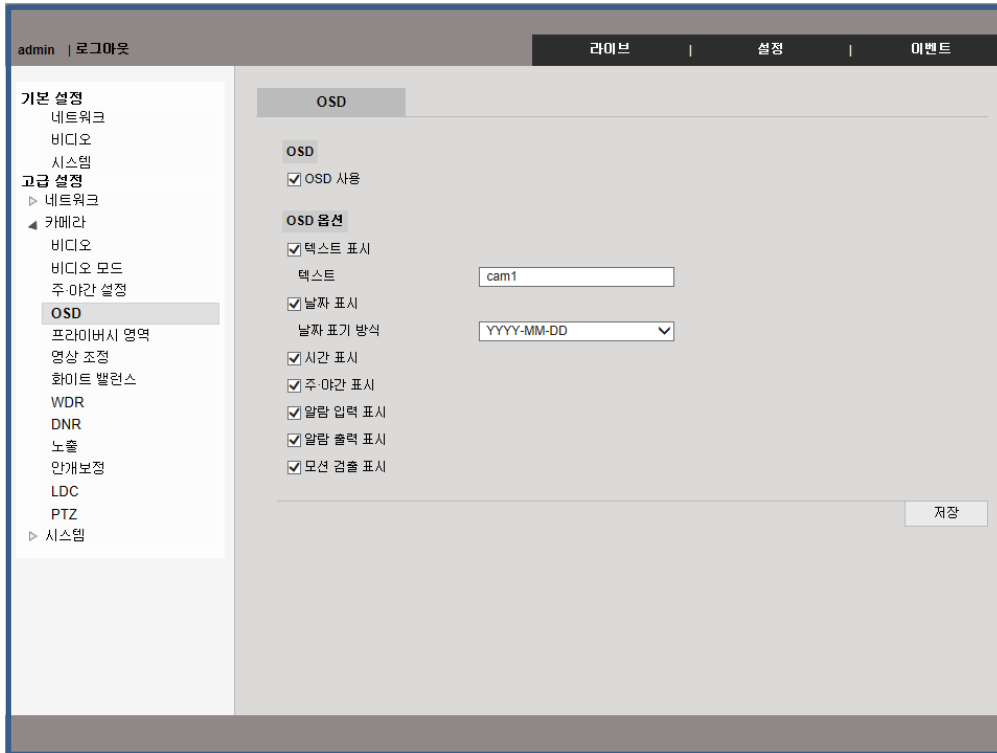 admin | 로그아웃
라이브 | 설정 | 이벤트
기본 설정
네트워크
비디오
시스템
고급 설정
네트워크
카메라
비디오
비디오 모드
주·야간 설정
OSD
프라이버시 영역
영상 조정
화이트 밸런스
WDR
DNR
노출
안개보정
LDC
PTZ
시스템
OSD
OSD
OSD 사용
OSD 옵션
텍스트 표시
텍스트 cam1
날짜 표시
날짜 표기 방식 YYYY-MM-DD
시간 표시
주·야간 표시
알람 입력 표시
알람 출력 표시
모션 검출 표시
저장